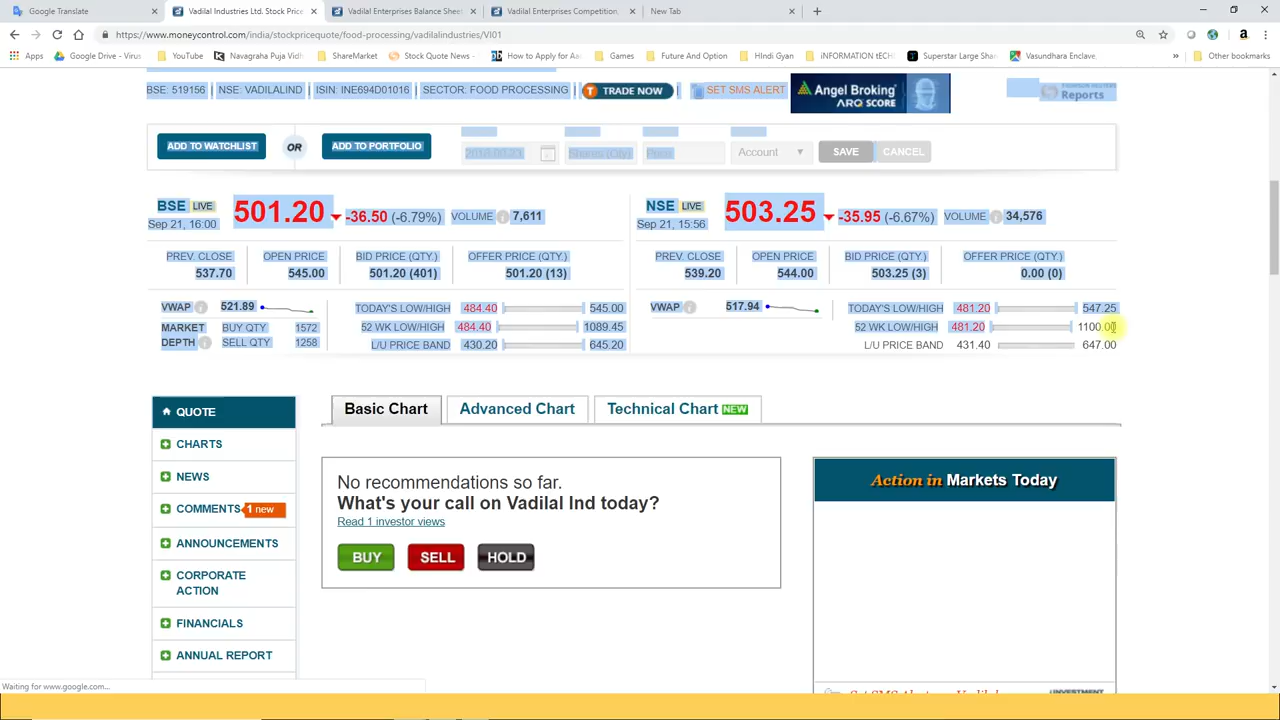 Google Translate
Vadilal Industries Ltd. Stock Price
Vadilal Enterprises Balance Sheet
Vadilal Enterprises Competition,
New Tab
https://www.moneycontrol.com/india/stockpricequote/food-processing/vadilalindustries/VI01
Apps
Google Drive - Virus
YouTube
Navagraha Puja Vidh
ShareMarket
Stock Quote News -
How to Apply for Aa
Games
Future And Option
HIndi Gyan
iNFORMATION tECH
Superstar Large Shar
Vasundhara Enclave,
Other bookmarks
BSE: 519156 | NSE: VADILALIND | ISIN: INE694D01016 | SECTOR: FOOD PROCESSING |
TRADE NOW
SET SMS ALERT
Angel Broking
ARQ SCORE
THOMSON REUTERS
Reports
ADD TO WATCHLIST
OR
ADD TO PORTFOLIO
Shares (Qty)
Price
Account
SAVE
CANCEL
BSE LIVE
Sep 21, 16:00
501.20
-36.50 (-6.79%)
VOLUME 7,611
NSE LIVE
Sep 21, 15:56
503.25
-35.95 (-6.67%)
VOLUME 34,576
PREV. CLOSE
537.70
OPEN PRICE
545.00
BID PRICE (QTY.)
501.20 (401)
OFFER PRICE (QTY.)
501.20 (13)
PREV. CLOSE
539.20
OPEN PRICE
544.00
BID PRICE (QTY.)
503.25 (3)
OFFER PRICE (QTY.)
0.00 (0)
VWAP 521.89
MARKET DEPTH
BUY QTY 1572
SELL QTY 1258
TODAY'S LOW/HIGH 484.40 545.00
52 WK LOW/HIGH 484.40 1089.45
L/U PRICE BAND 430.20 645.20
VWAP 517.94
TODAY'S LOW/HIGH 481.20 547.25
52 WK LOW/HIGH 481.20 1100.00
L/U PRICE BAND 431.40 647.00
QUOTE
CHARTS
NEWS
COMMENTS 1 new
ANNOUNCEMENTS
CORPORATE
ACTION
FINANCIALS
ANNUAL REPORT
Basic Chart
Advanced Chart
Technical Chart NEW
No recommendations so far.
What's your call on Vadilal Ind today?
Read 1 investor views
BUY
SELL
HOLD
Action in Markets Today
INVESTMENT
Waiting for www.google.com...